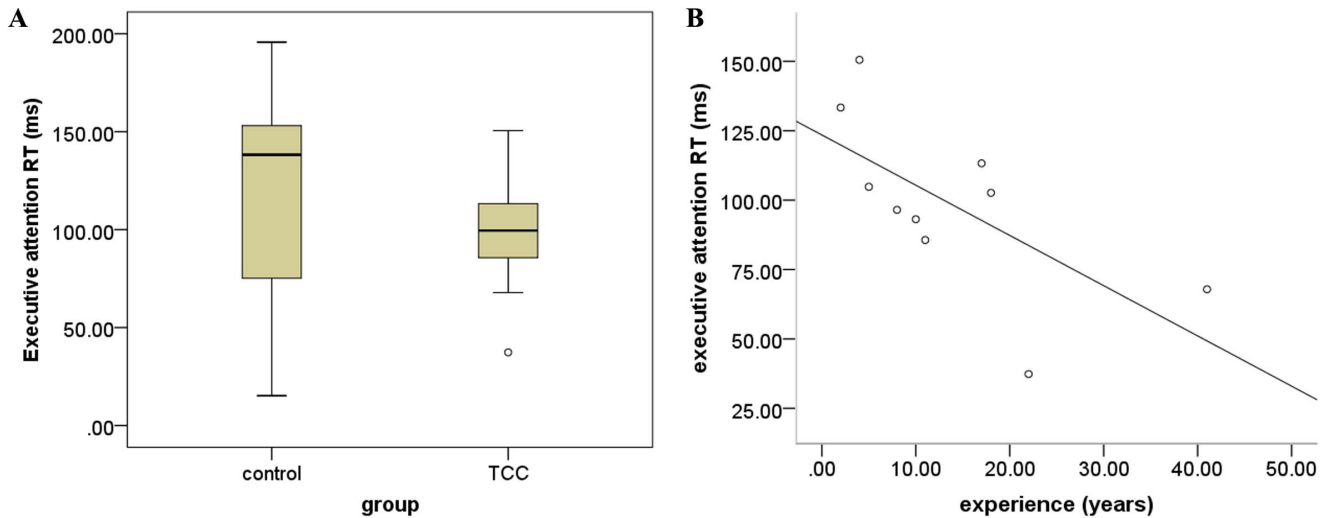 A
Executive attention RT (ms)
200.00
150.00
100.00
50.00
.00
control
TCC
group
B
executive attention RT (ms)
150.00
125.00
100.00
75.00
50.00
25.00
.00
10.00
20.00
30.00
40.00
50.00
experience (years)